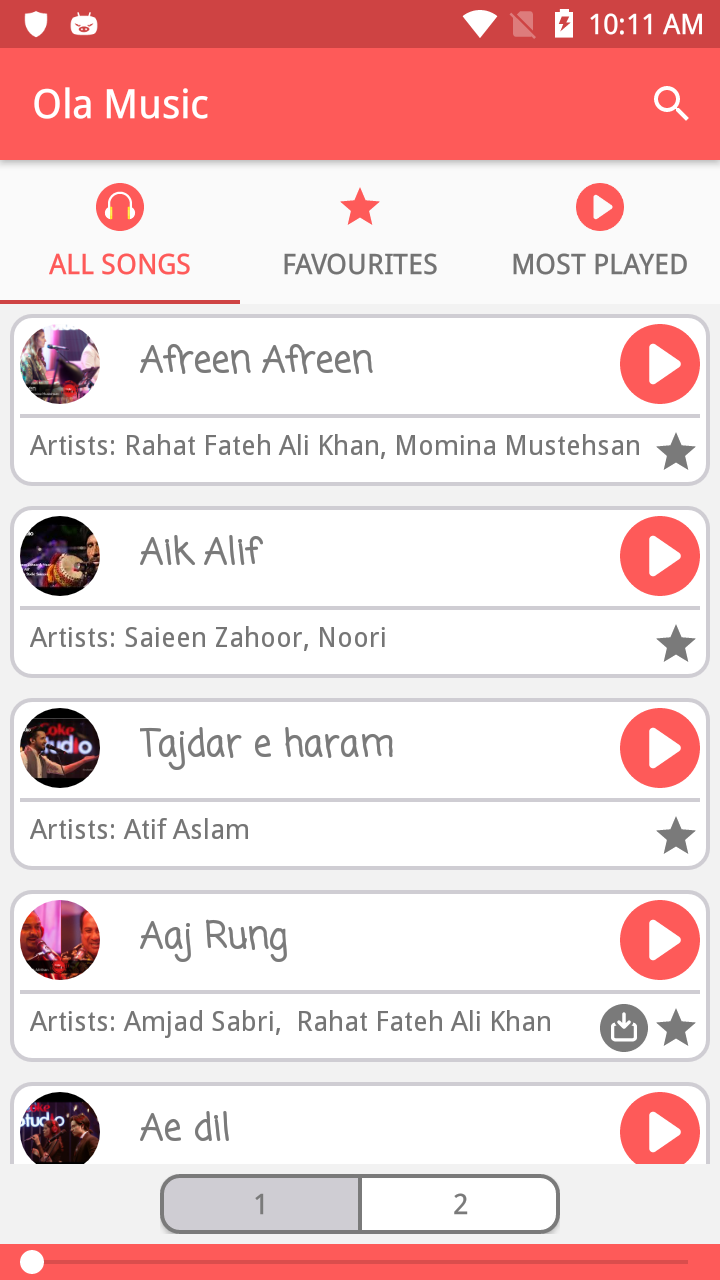 10:11 AM
Ola Music
ALL SONGS
FAVOURITES
MOST PLAYED
Afreen Afreen
Artists: Rahat Fateh Ali Khan, Momina Mustehsan
Aik Alif
Artists: Saieen Zahoor, Noori
Coke
Tajdar e haram
Artists: Atif Aslam
Aaj Rung
Artists: Amjad Sabri,  Rahat Fateh Ali Khan
Ae dil
1
2